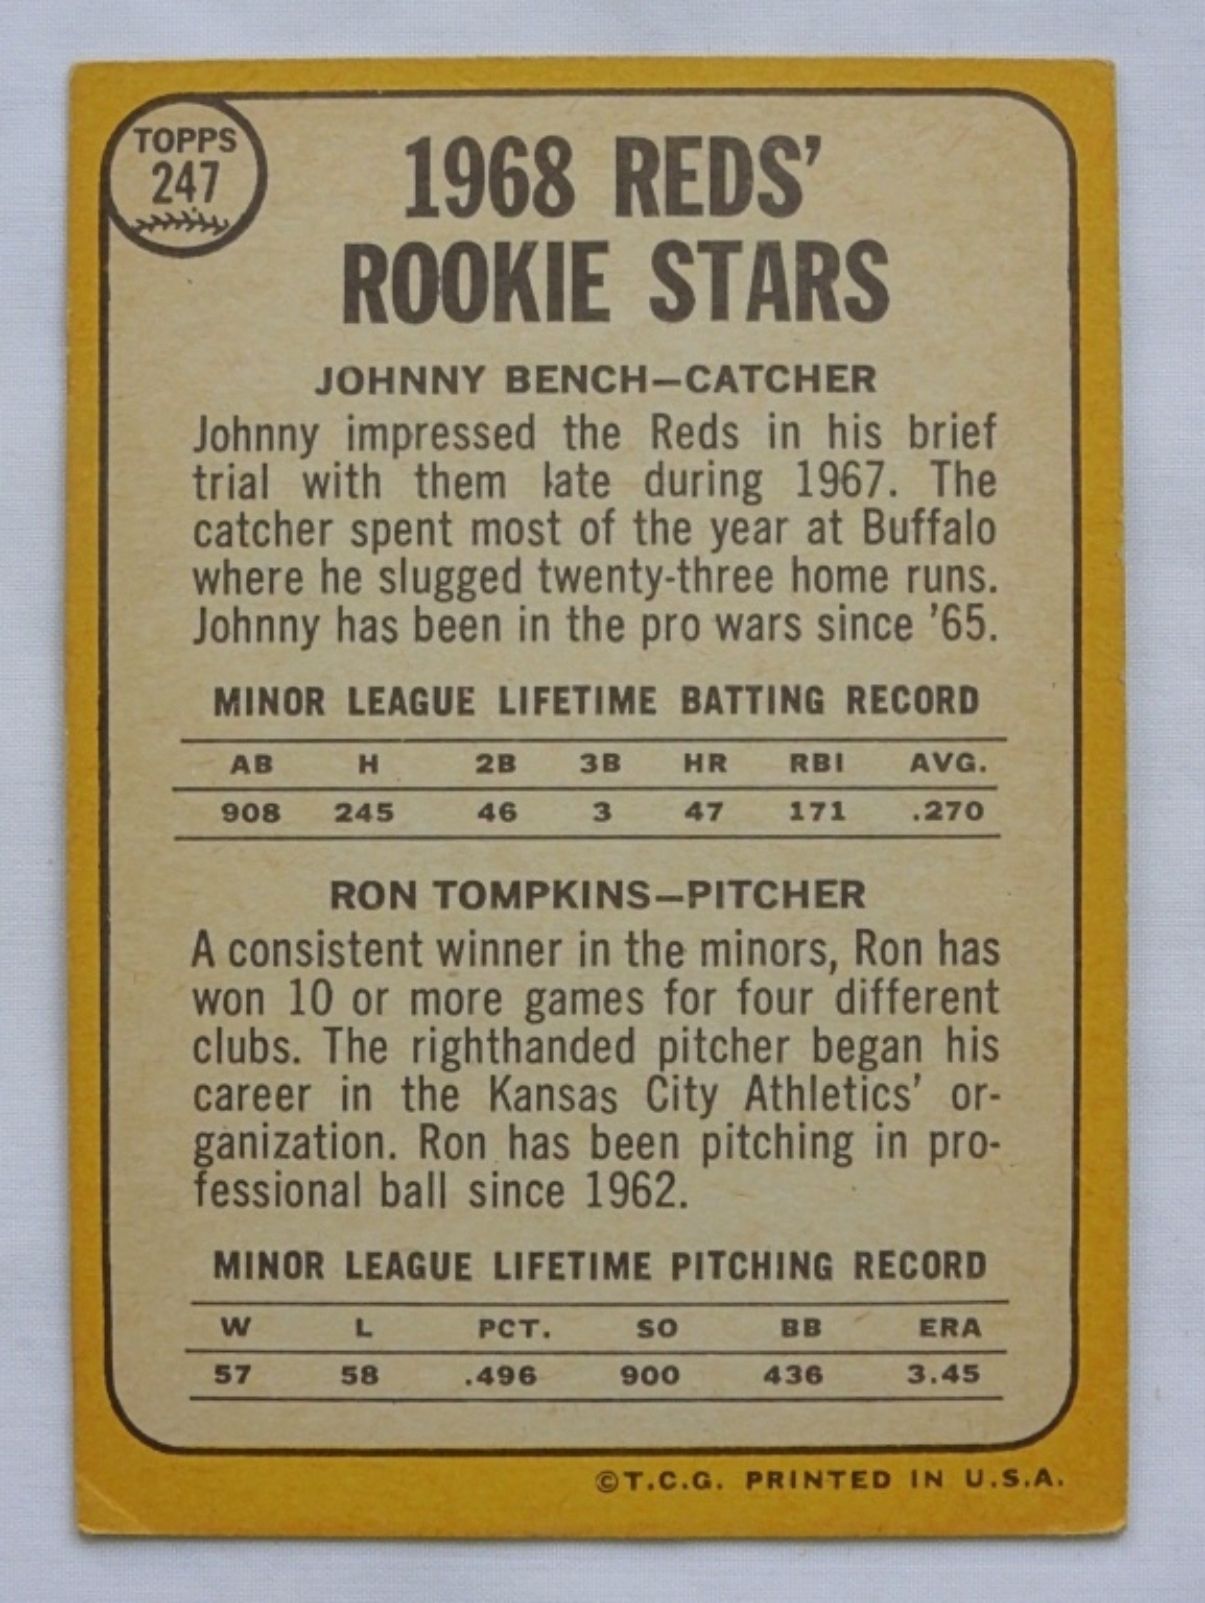 TOPPS
247
1968 REDS'
ROOKIE STARS
JOHNNY BENCH—CATCHER
Johnny impressed the Reds in his brief
trial with them late during 1967. The
catcher spent most of the year at Buffalo
where he slugged twenty-three home runs.
Johnny has been in the pro wars since '65.
MINOR LEAGUE LIFETIME BATTING RECORD
AB H 2B 3B HR RBI AVG.
908 245 46 3 47 171 .270
RON TOMPKINS—PITCHER
A consistent winner in the minors, Ron has
won 10 or more games for four different
clubs. The righthanded pitcher began his
career in the Kansas City Athletics' or-
ganization. Ron has been pitching in pro-
fessional ball since 1962.
MINOR LEAGUE LIFETIME PITCHING RECORD
W L PCT. SO BB ERA
57 58 .496 900 436 3.45
©T.C.G. PRINTED IN U.S.A.